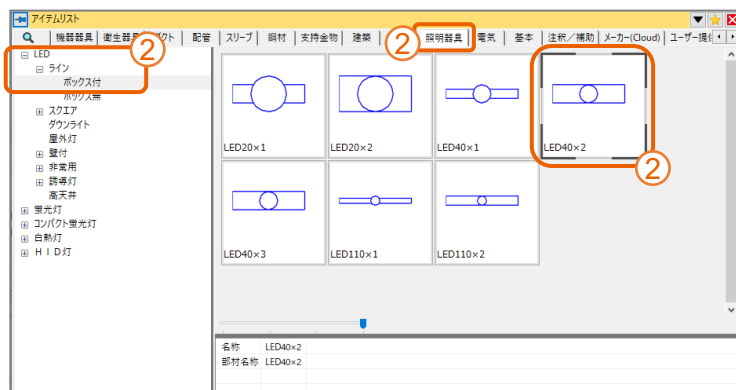 アイテムリスト
機器器具 衛生器具 ダクト 配管 スリーブ 鋼材 支持金物 建築 照明器具 電気 基本 注釈/補助 メーカー(Cloud) ユーザー提供
② ② ②
LED
ライン
ボックス付
ボックス無
スクエア
ダウンライト
屋外灯
壁付
非常用
誘導灯
高天井
蛍光灯
コンパクト蛍光灯
白熱灯
HID灯
LED20×1 LED20×2 LED40×1 LED40×2
②
LED40×3 LED110×1 LED110×2
名称 LED40×2
部材名称 LED40×2